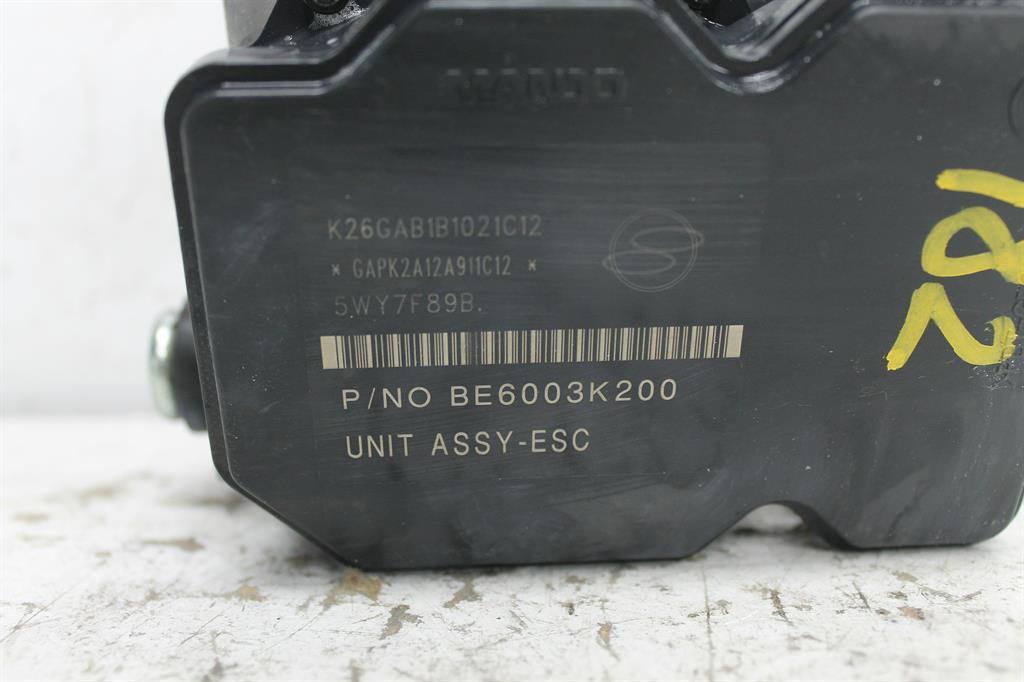 MANDO
K26GAB1B1021C12
* GAPK2A12A911C12 *
5WY7F89B.
P/NO BE6003K200
UNIT ASSY-ESC